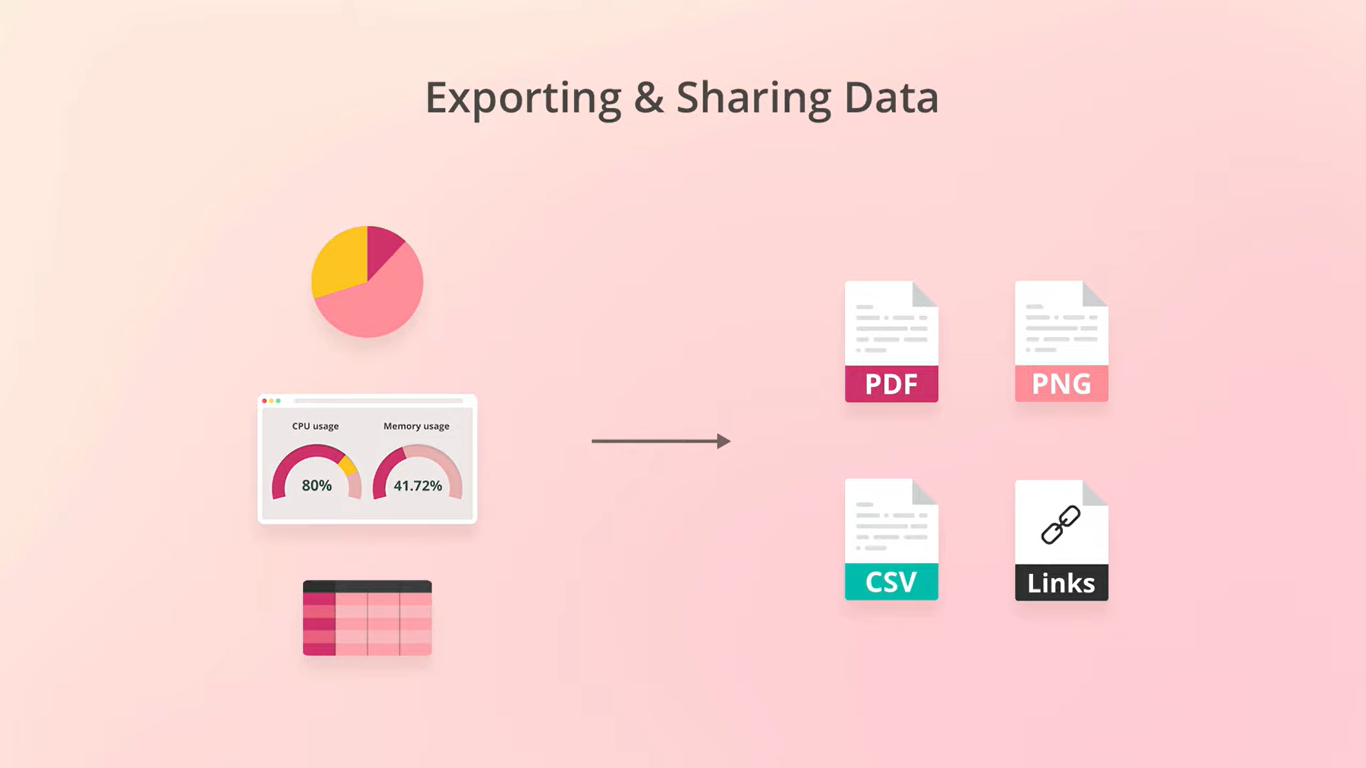 Exporting & Sharing Data
CPU usage
Memory usage
80%
41.72%
PDF
PNG
CSV
Links